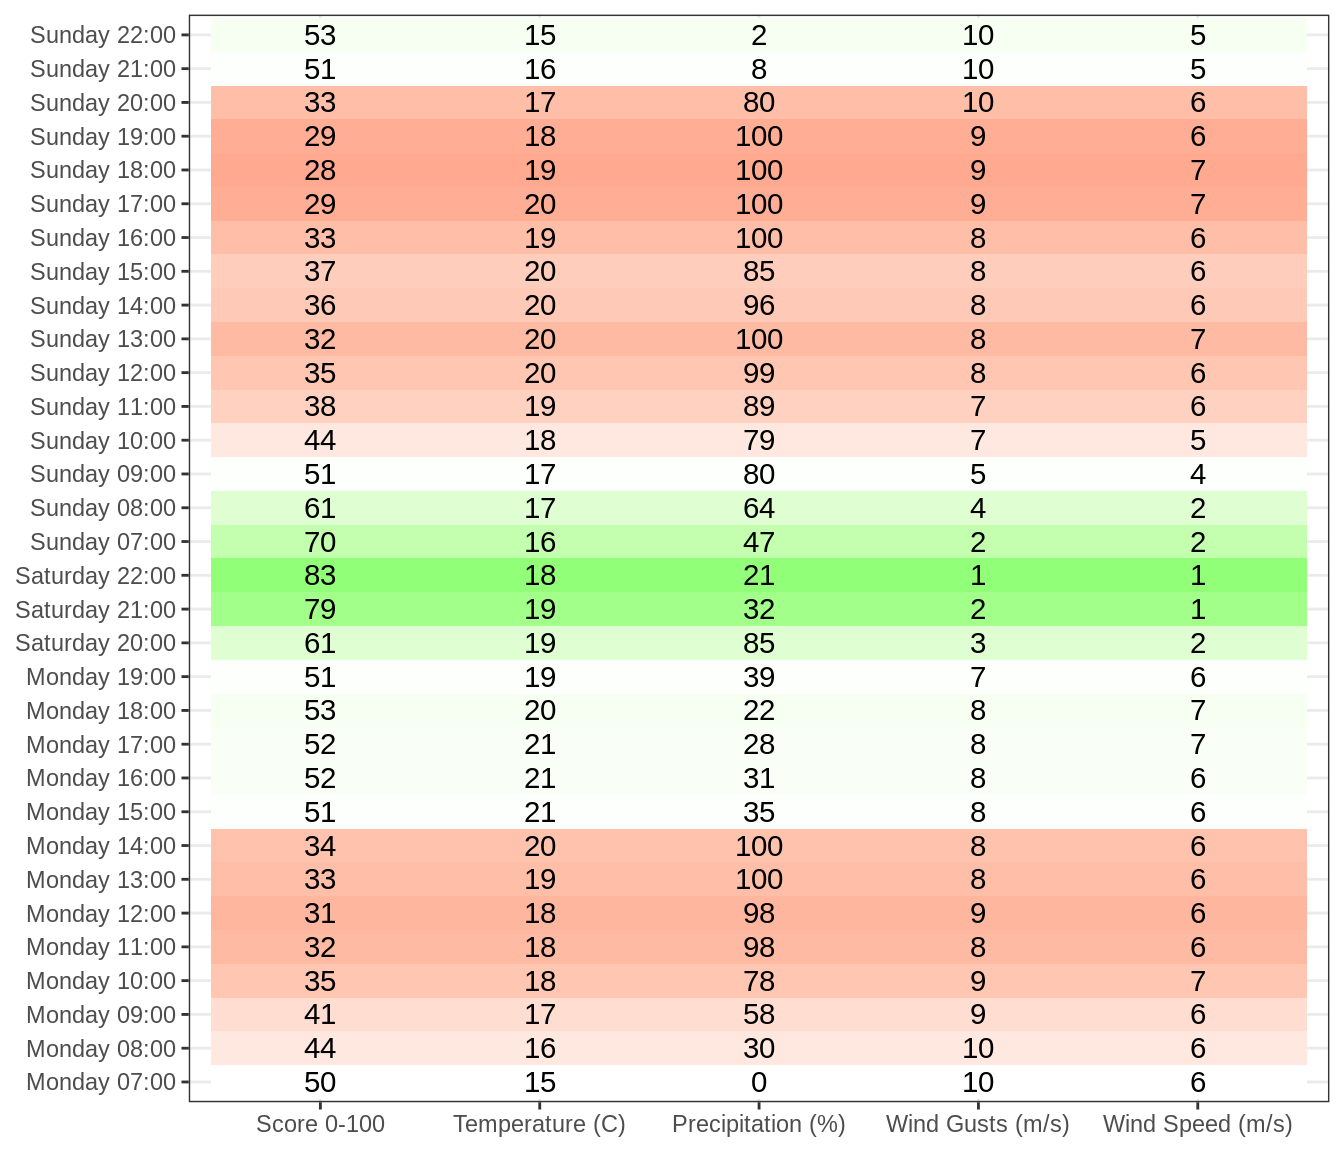 Sunday 22:00 53 15 2 10 5
Sunday 21:00 51 16 8 10 5
Sunday 20:00 33 17 80 10 6
Sunday 19:00 29 18 100 9 6
Sunday 18:00 28 19 100 9 7
Sunday 17:00 29 20 100 9 7
Sunday 16:00 33 19 100 8 6
Sunday 15:00 37 20 85 8 6
Sunday 14:00 36 20 96 8 6
Sunday 13:00 32 20 100 8 7
Sunday 12:00 35 20 99 8 6
Sunday 11:00 38 19 89 7 6
Sunday 10:00 44 18 79 7 5
Sunday 09:00 51 17 80 5 4
Sunday 08:00 61 17 64 4 2
Sunday 07:00 70 16 47 2 2
Saturday 22:00 83 18 21 1 1
Saturday 21:00 79 19 32 2 1
Saturday 20:00 61 19 85 3 2
Monday 19:00 51 19 39 7 6
Monday 18:00 53 20 22 8 7
Monday 17:00 52 21 28 8 7
Monday 16:00 52 21 31 8 6
Monday 15:00 51 21 35 8 6
Monday 14:00 34 20 100 8 6
Monday 13:00 33 19 100 8 6
Monday 12:00 31 18 98 9 6
Monday 11:00 32 18 98 8 6
Monday 10:00 35 18 78 9 7
Monday 09:00 41 17 58 9 6
Monday 08:00 44 16 30 10 6
Monday 07:00 50 15 0 10 6
Score 0-100 Temperature (C) Precipitation (%) Wind Gusts (m/s) Wind Speed (m/s)